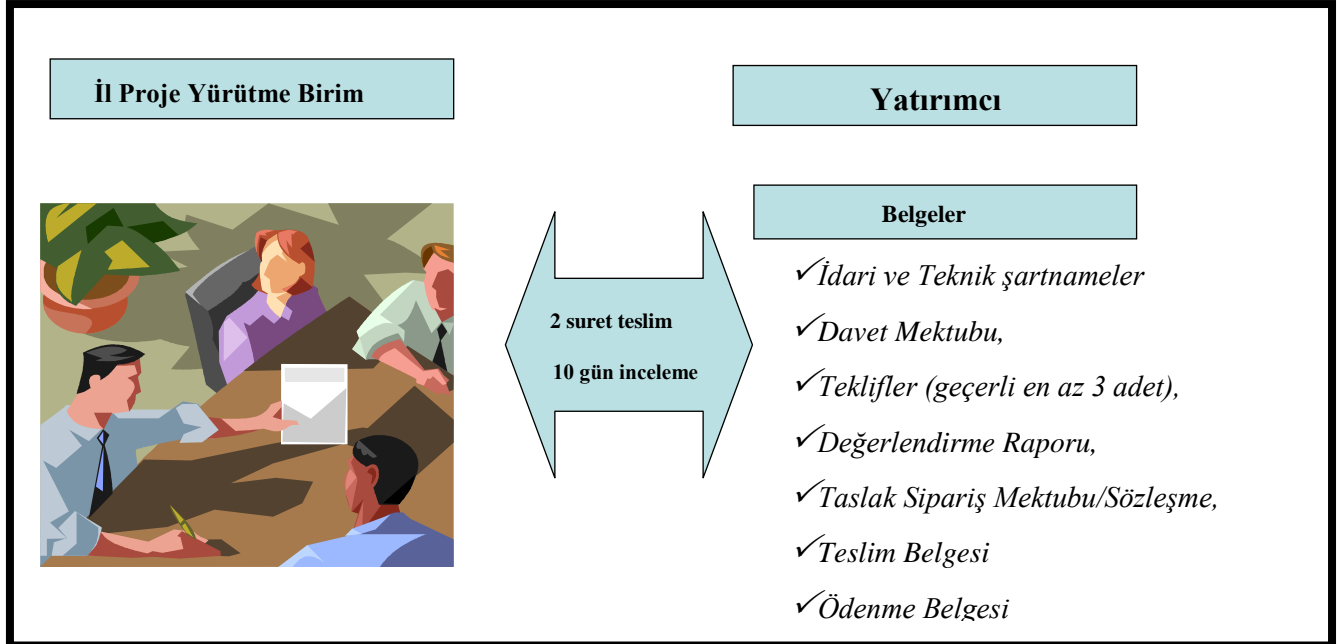 İl Proje Yürütme Birim
Yatırımcı
2 suret teslim
10 gün inceleme
Belgeler
✓İdari ve Teknik şartnameler
✓Davet Mektubu,
✓Teklifler (geçerli en az 3 adet),
✓Değerlendirme Raporu,
✓Taslak Sipariş Mektubu/Sözleşme,
✓Teslim Belgesi
✓Ödenme Belgesi